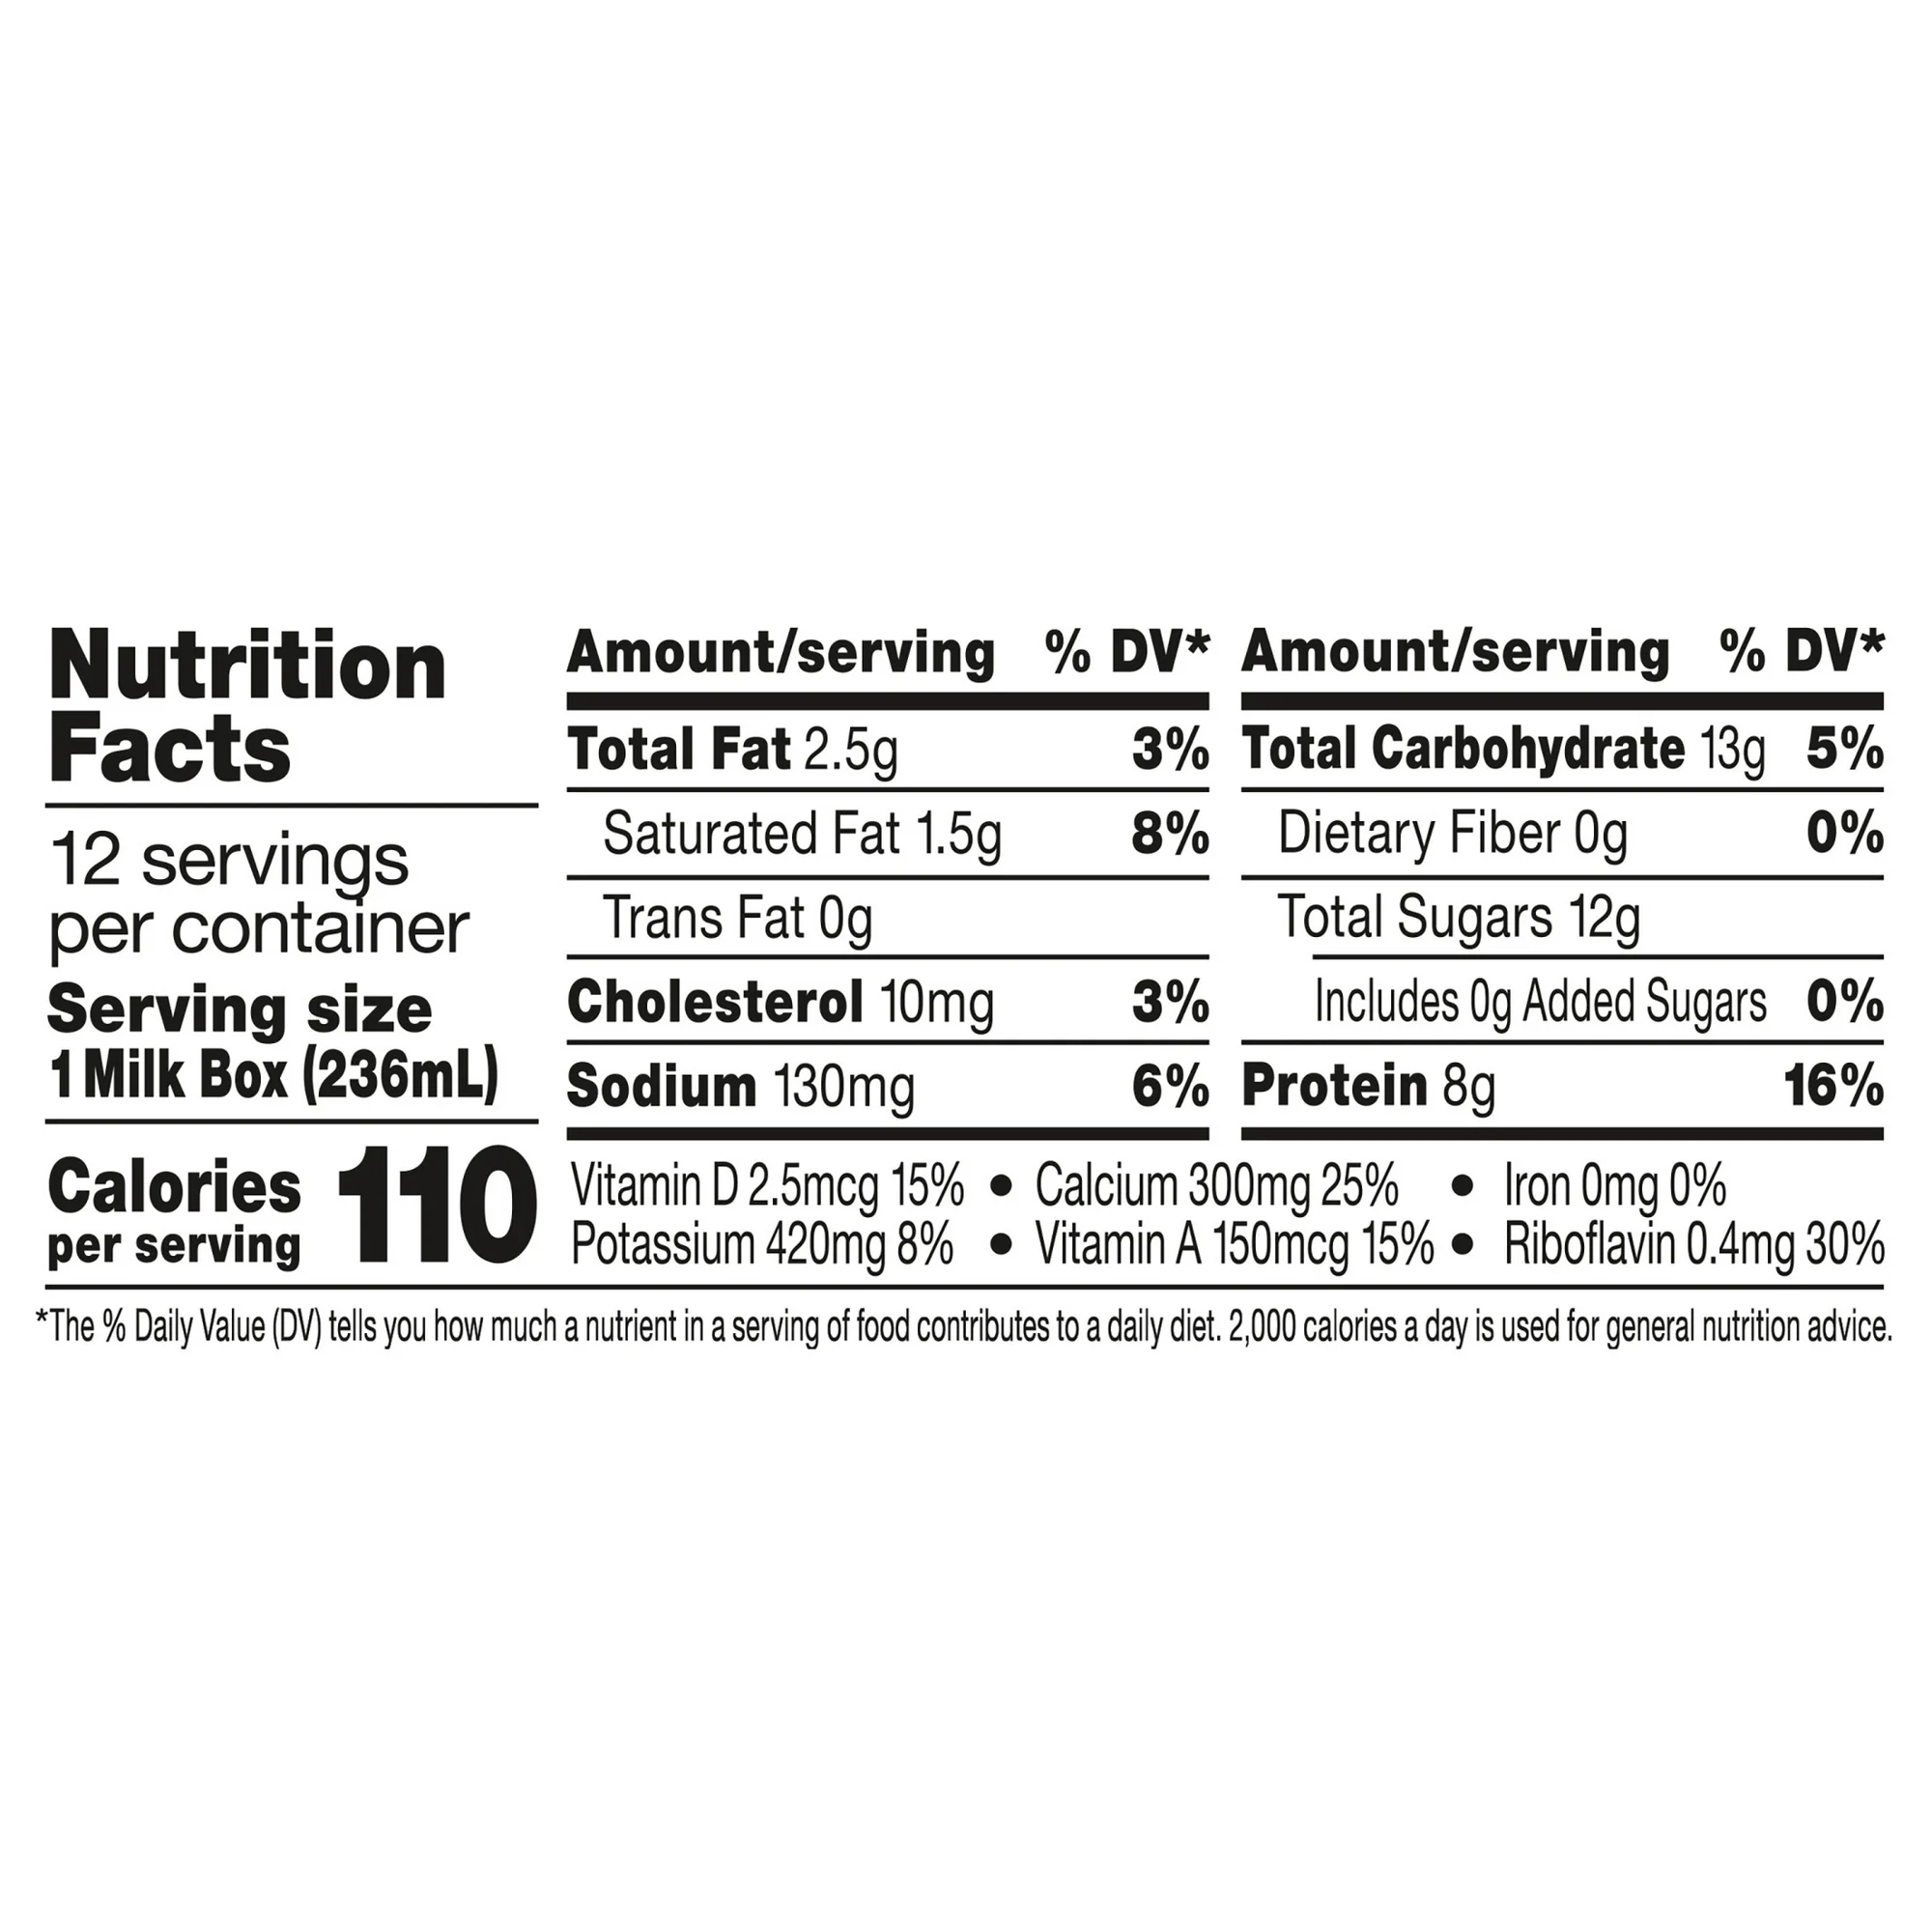 Nutrition
Facts
12 servings
per container
Serving size
1 Milk Box (236mL)
Calories
per serving
110
Amount/serving % DV*
Total Fat 2.5g 3%
Saturated Fat 1.5g 8%
Trans Fat 0g
Cholesterol 10mg 3%
Sodium 130mg 6%
Amount/serving % DV*
Total Carbohydrate 13g 5%
Dietary Fiber 0g 0%
Total Sugars 12g
Includes 0g Added Sugars 0%
Protein 8g 16%
Vitamin D 2.5mcg 15% • Calcium 300mg 25% • Iron 0mg 0%
Potassium 420mg 8% • Vitamin A 150mcg 15% • Riboflavin 0.4mg 30%
*The % Daily Value (DV) tells you how much a nutrient in a serving of food contributes to a daily diet. 2,000 calories a day is used for general nutrition advice.